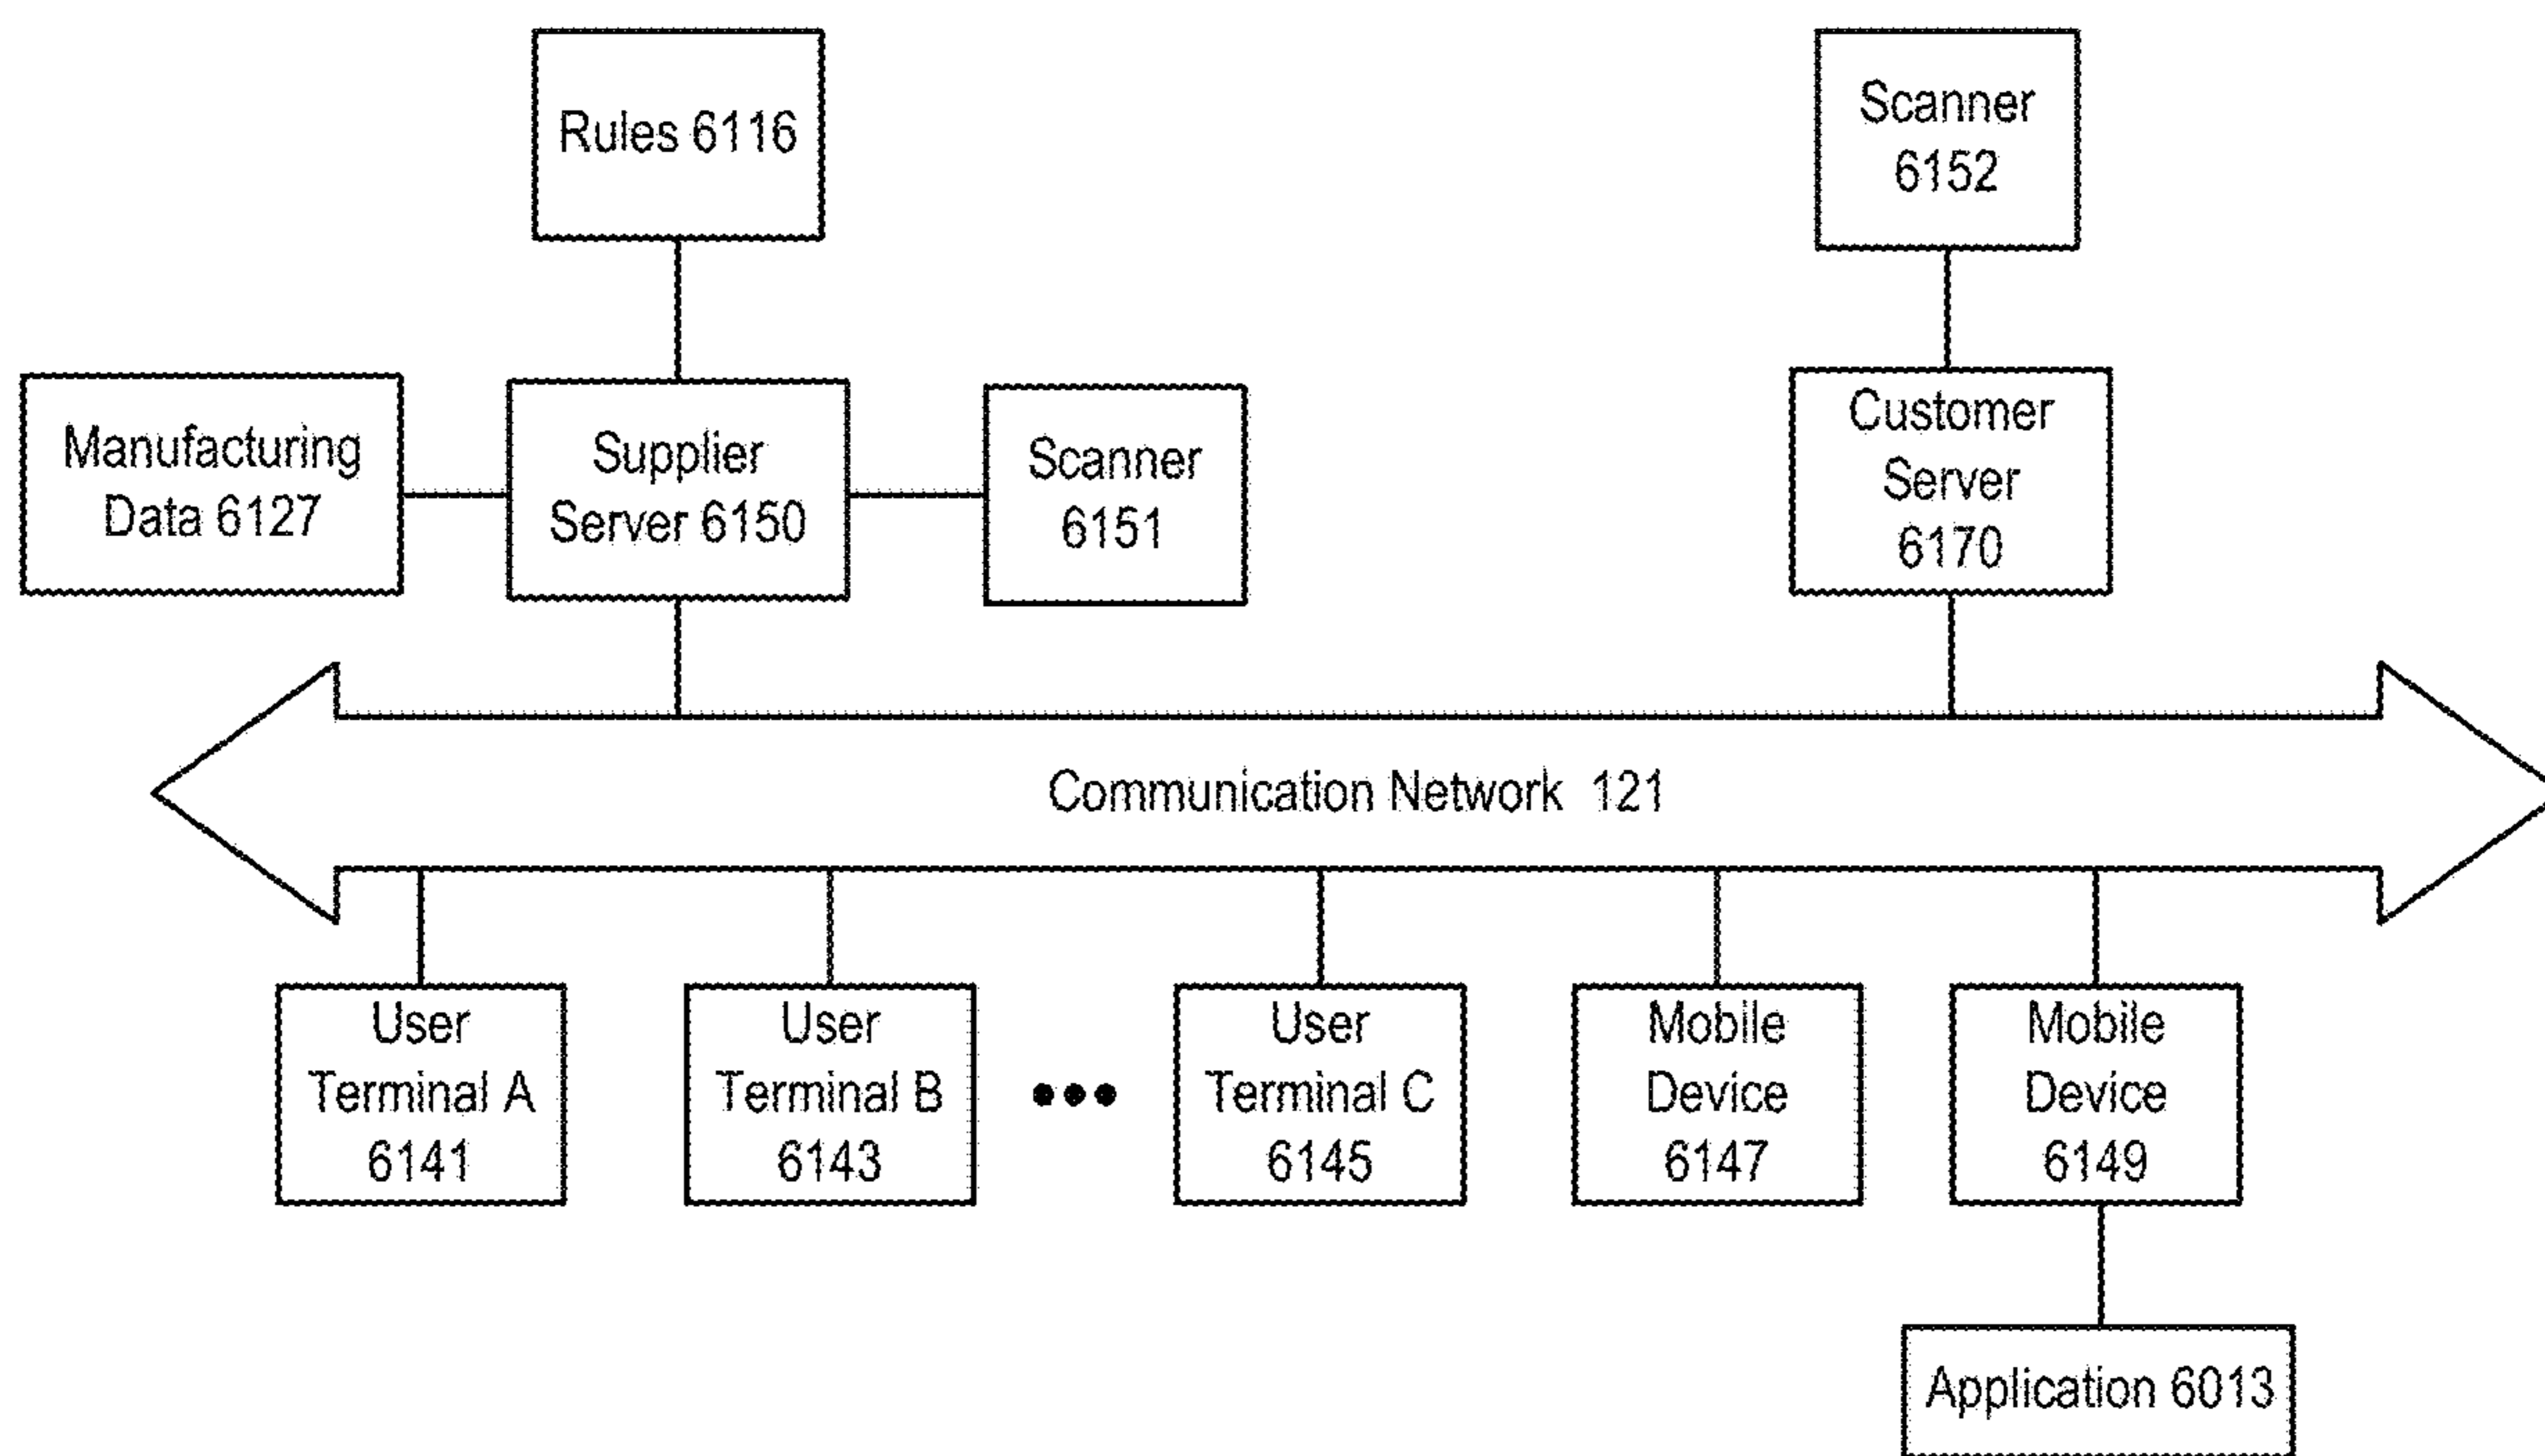 Rules 6116
Scanner
6152
Manufacturing
Data 6127
Supplier
Server 6150
Scanner
6151
Customer
Server
6170
Communication Network 121
User
Terminal A
6141
User
Terminal B
6143
User
Terminal C
6145
Mobile
Device
6147
Mobile
Device
6149
Application 6013